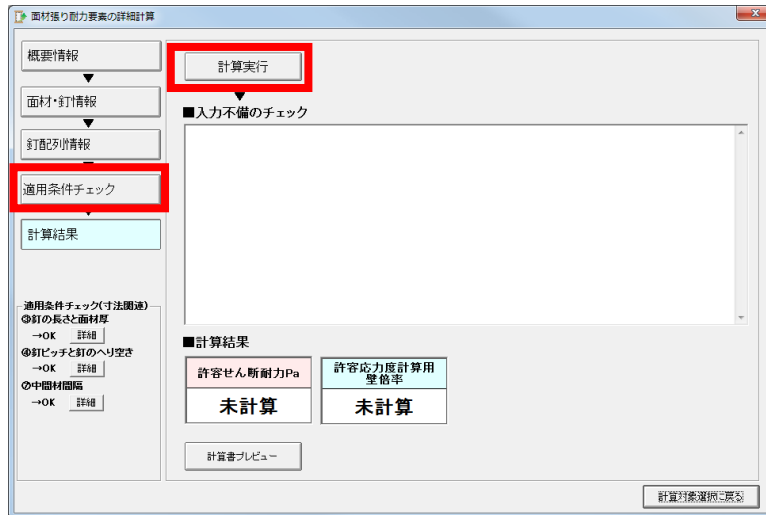 面材張り耐力要素の詳細計算
概要情報
▼
面材・釘情報
▼
釘配列情報
適用条件チェック
計算結果
適用条件チェック(寸法関連)
③釘の長さと面材厚
→OK 詳細
④釘ピッチと釘のへり空き
→OK 詳細
⑦中間材間隔
→OK 詳細
計算実行
▼
■入力不備のチェック
■計算結果
許容せん断耐力Pa
未計算
許容応力度計算用
壁倍率
未計算
計算書プレビュー
計算対象選択に戻る